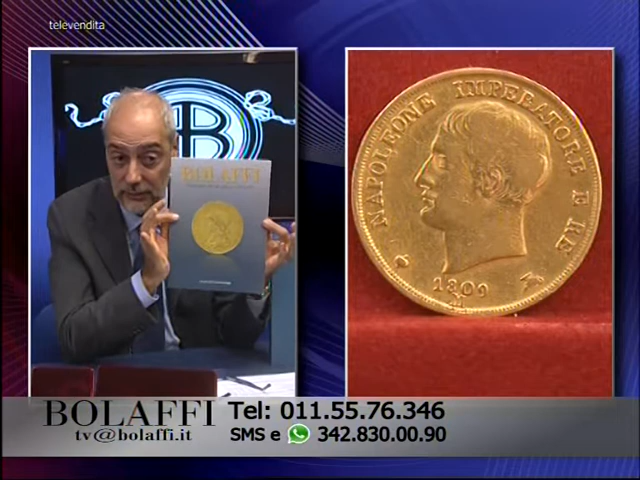 televendita
B
BOLAFFI
NAPOLEONE IMPERATORE E RE
1809
M
BOLAFFI
tv@bolaffi.it
Tel: 011.55.76.346
SMS e 342.830.00.90